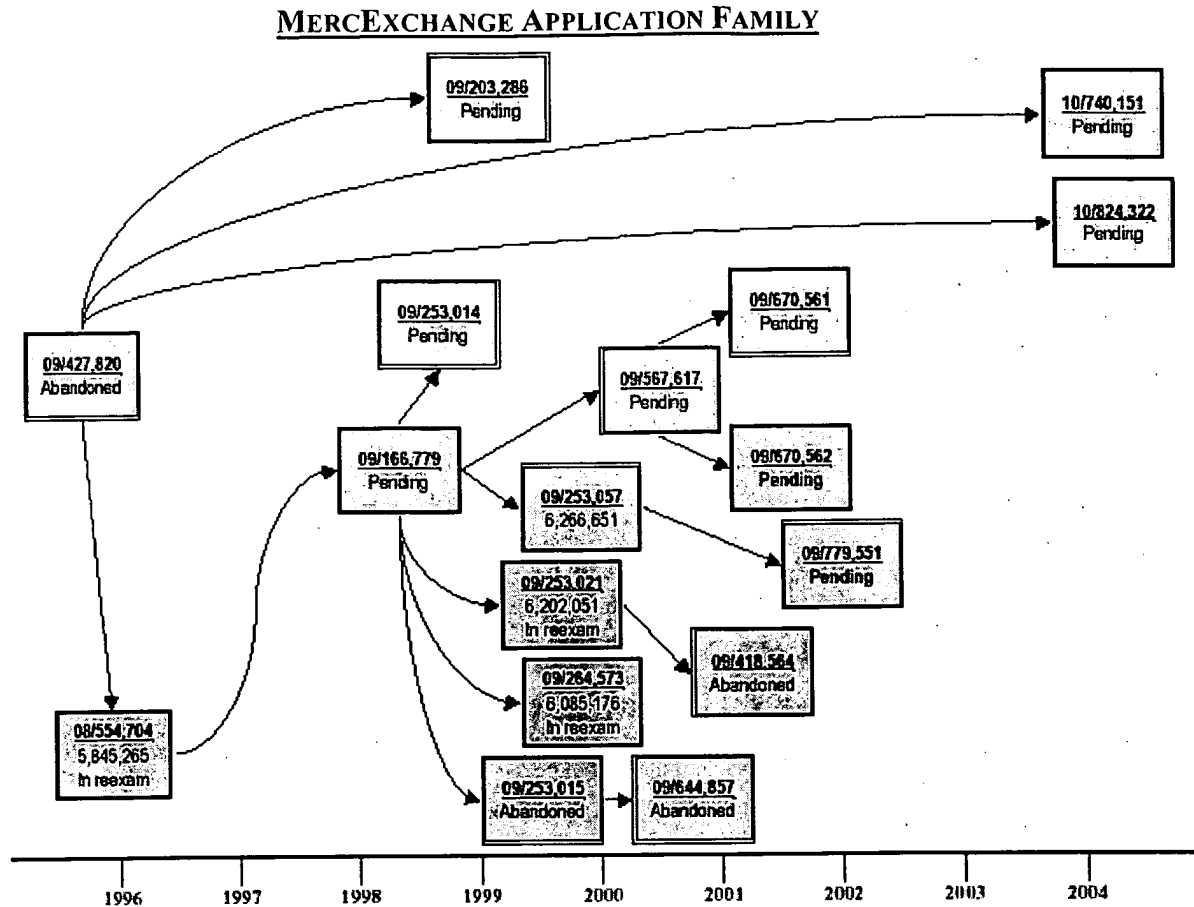 MERCEXCHANGE APPLICATION FAMILY
09/203,286
Pending
10/740,151
Pending
10/824,322
Pending
09/253,014
Pending
09/670,561
Pending
09/427,820
Abandoned
09/567,617
Pending
09/166,779
Pending
09/670,562
Pending
09/253,057
6,266,651
09/779,551
Pending
09/253,021
6,202,051
In reexam
09/418,564
Abandoned
09/264,573
6,085,176
In reexam
08/554,704
5,845,265
In reexam
09/253,015
Abandoned
09/644,857
Abandoned
1996 1997 1998 1999 2000 2001 2002 2003 2004